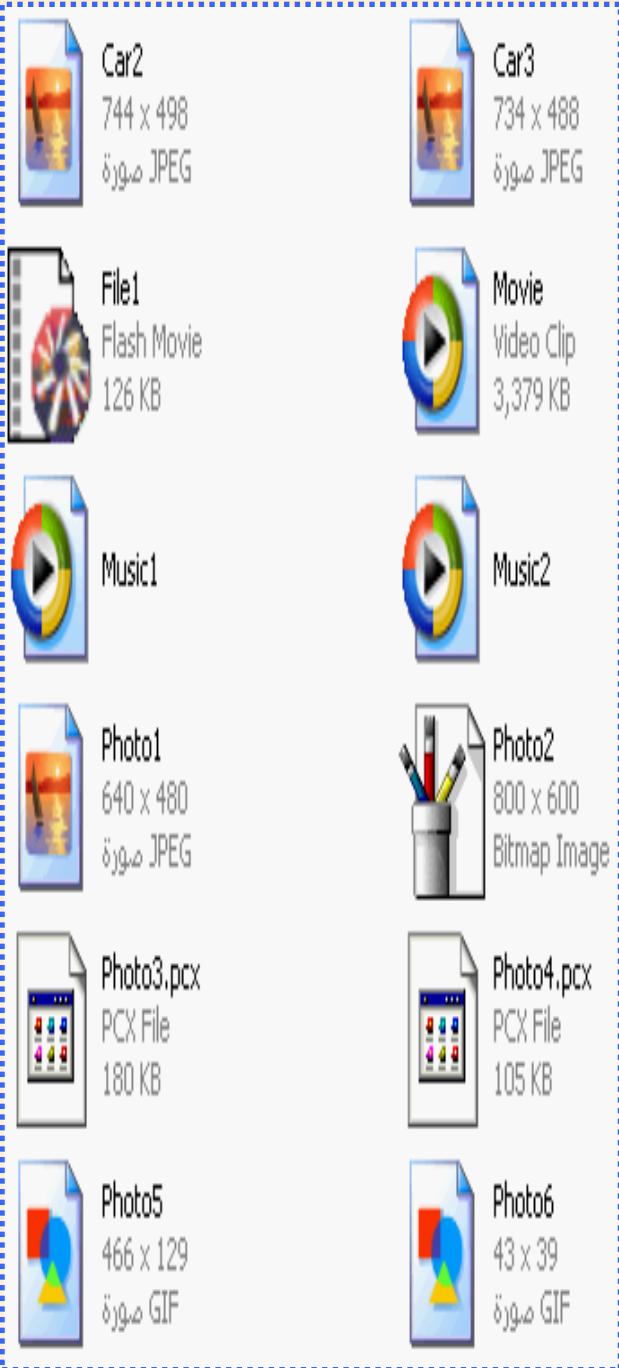 Car2
744 x 498
صورة JPEG
Car3
734 x 488
صورة JPEG
File1
Flash Movie
126 KB
Movie
Video Clip
3,379 KB
Music1
Music2
Photo1
640 x 480
صورة JPEG
Photo2
800 x 600
Bitmap Image
Photo3.pcx
PCX File
180 KB
Photo4.pcx
PCX File
105 KB
Photo5
466 x 129
صورة GIF
Photo6
43 x 39
صورة GIF